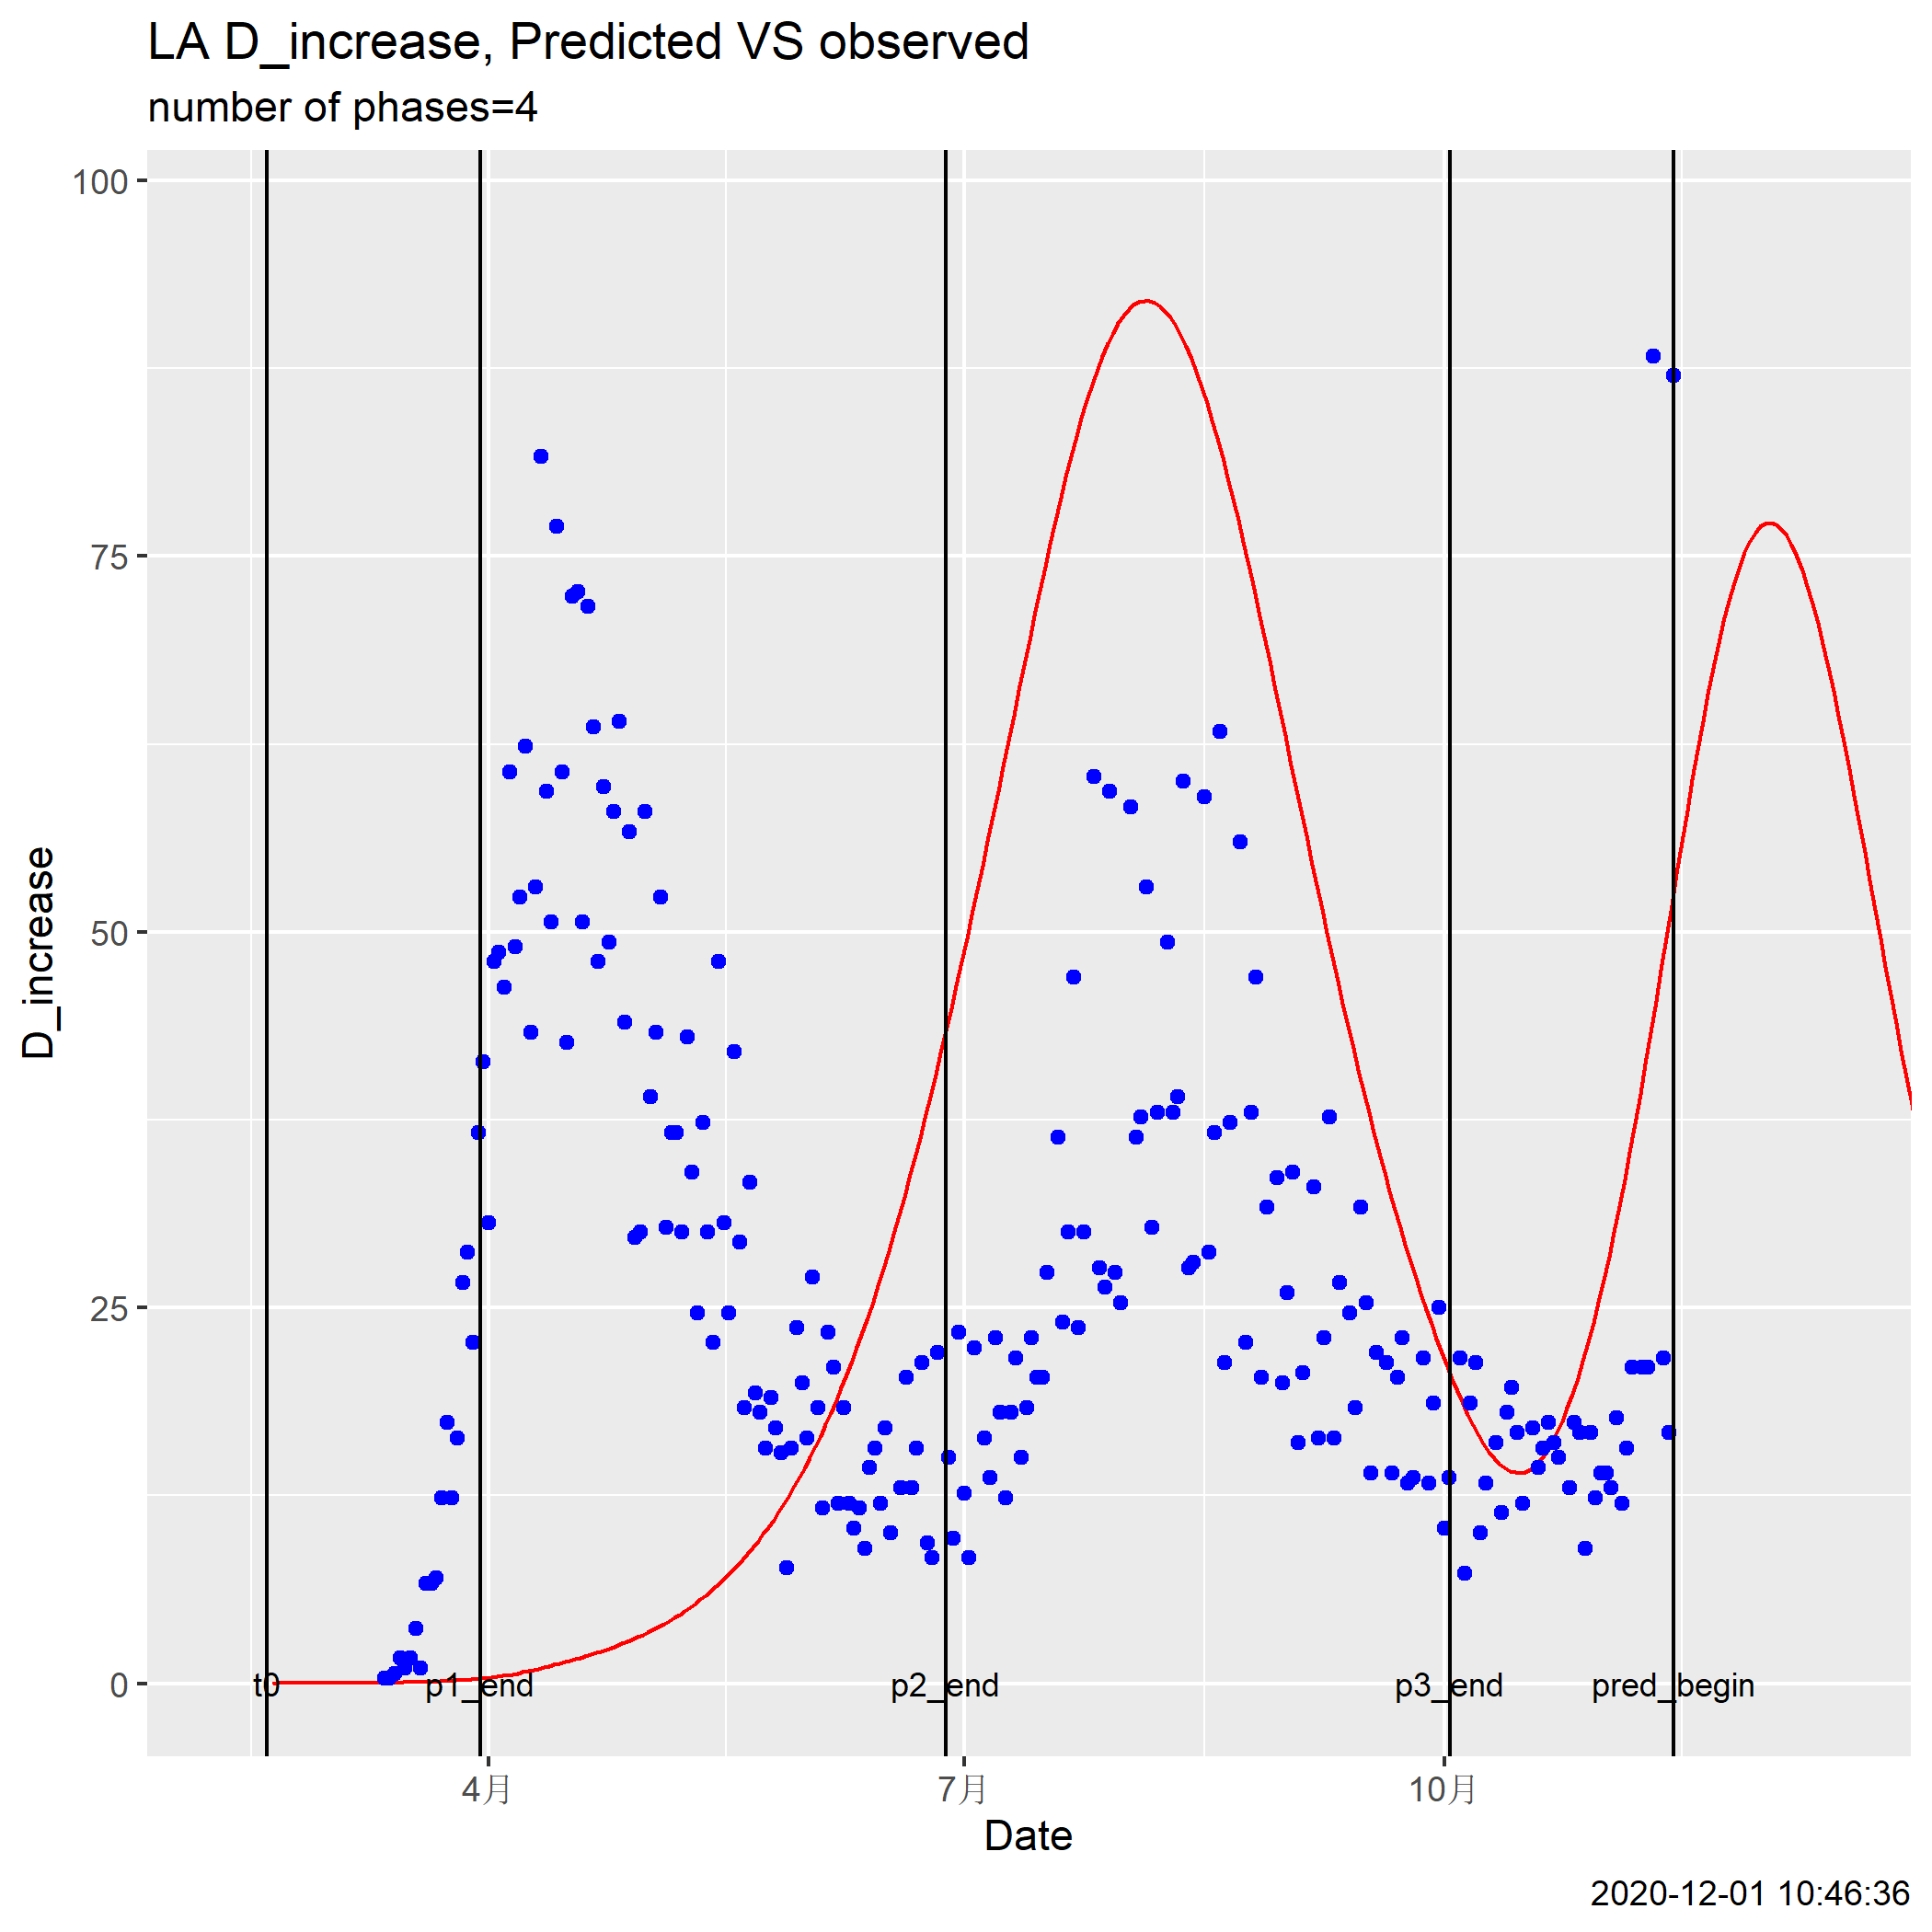 LA D_increase, Predicted VS observed
number of phases=4
100
75
50
25
0
D_increase
t0
p1_end
p2_end
p3_end
pred_begin
4月
7月
10月
Date
2020-12-01 10:46:36